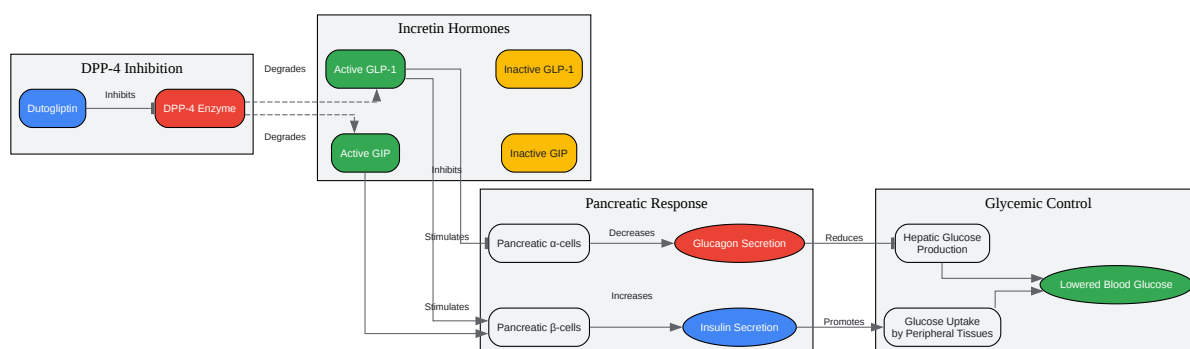 Incretin Hormones
DPP-4 Inhibition
Degrades
Active GLP-1
Inactive GLP-1
Dutogliptin
Inhibits
DPP-4 Enzyme
Degrades
Active GIP
Inactive GIP
Inhibits
Pancreatic Response
Glycemic Control
Stimulates
Pancreatic α-cells
Decreases
Glucagon Secretion
Reduces
Hepatic Glucose
Production
Lowered Blood Glucose
Stimulates
Pancreatic β-cells
Increases
Insulin Secretion
Promotes
Glucose Uptake
by Peripheral Tissues